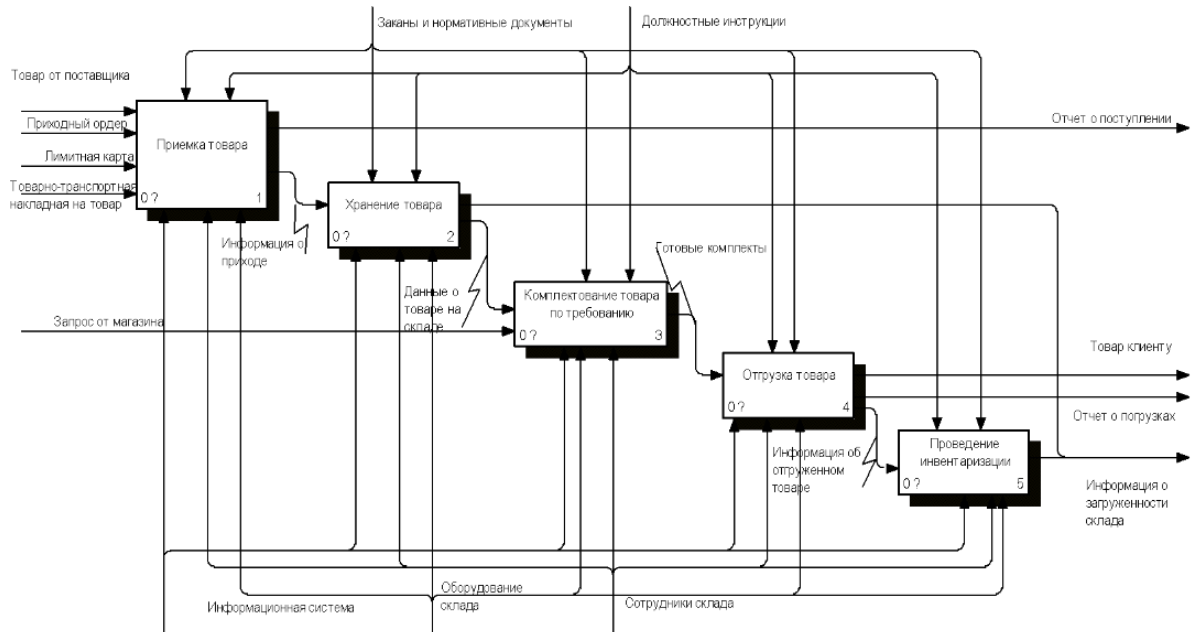 Заканы и нормативные документы
Должностные инструкции
Товар от поставщика
Приходный ордер
Лимитная карта
Товарно-транспортная
накладная на товар
Приемка товара
0 ?
1
Отчет о поступлении
Хранение товара
0 ?
2
Информация о
приходе
Готовые комплекты
Данные о
товаре на
складе
Комплектование товара
по требованию
0 ?
3
Запрос от магазина
Товар клиенту
Отгрузка товара
0 ?
4
Отчет о погрузках
Информация об
отгруженном
товаре
Проведение
инвентаризации
0 ?
5
Информация о
загруженности
склада
Информационная система
Оборудование
склада
Сотрудники склада